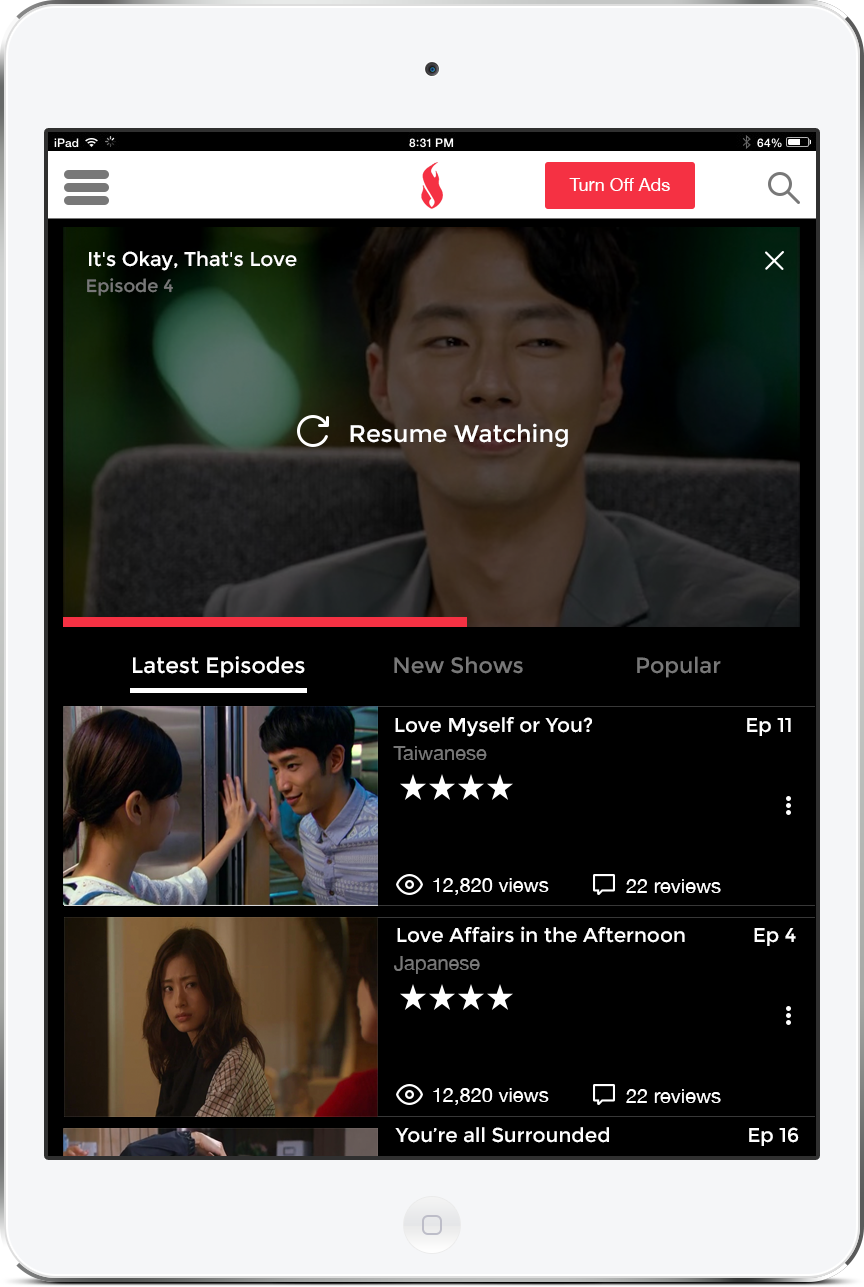 iPad 8:31 PM 64%
Turn Off Ads
It's Okay, That's Love
Episode 4
Resume Watching
Latest Episodes New Shows Popular
Love Myself or You? Ep 11
Taiwanese
12,820 views 22 reviews
Love Affairs in the Afternoon Ep 4
Japanese
12,820 views 22 reviews
You’re all Surrounded Ep 16